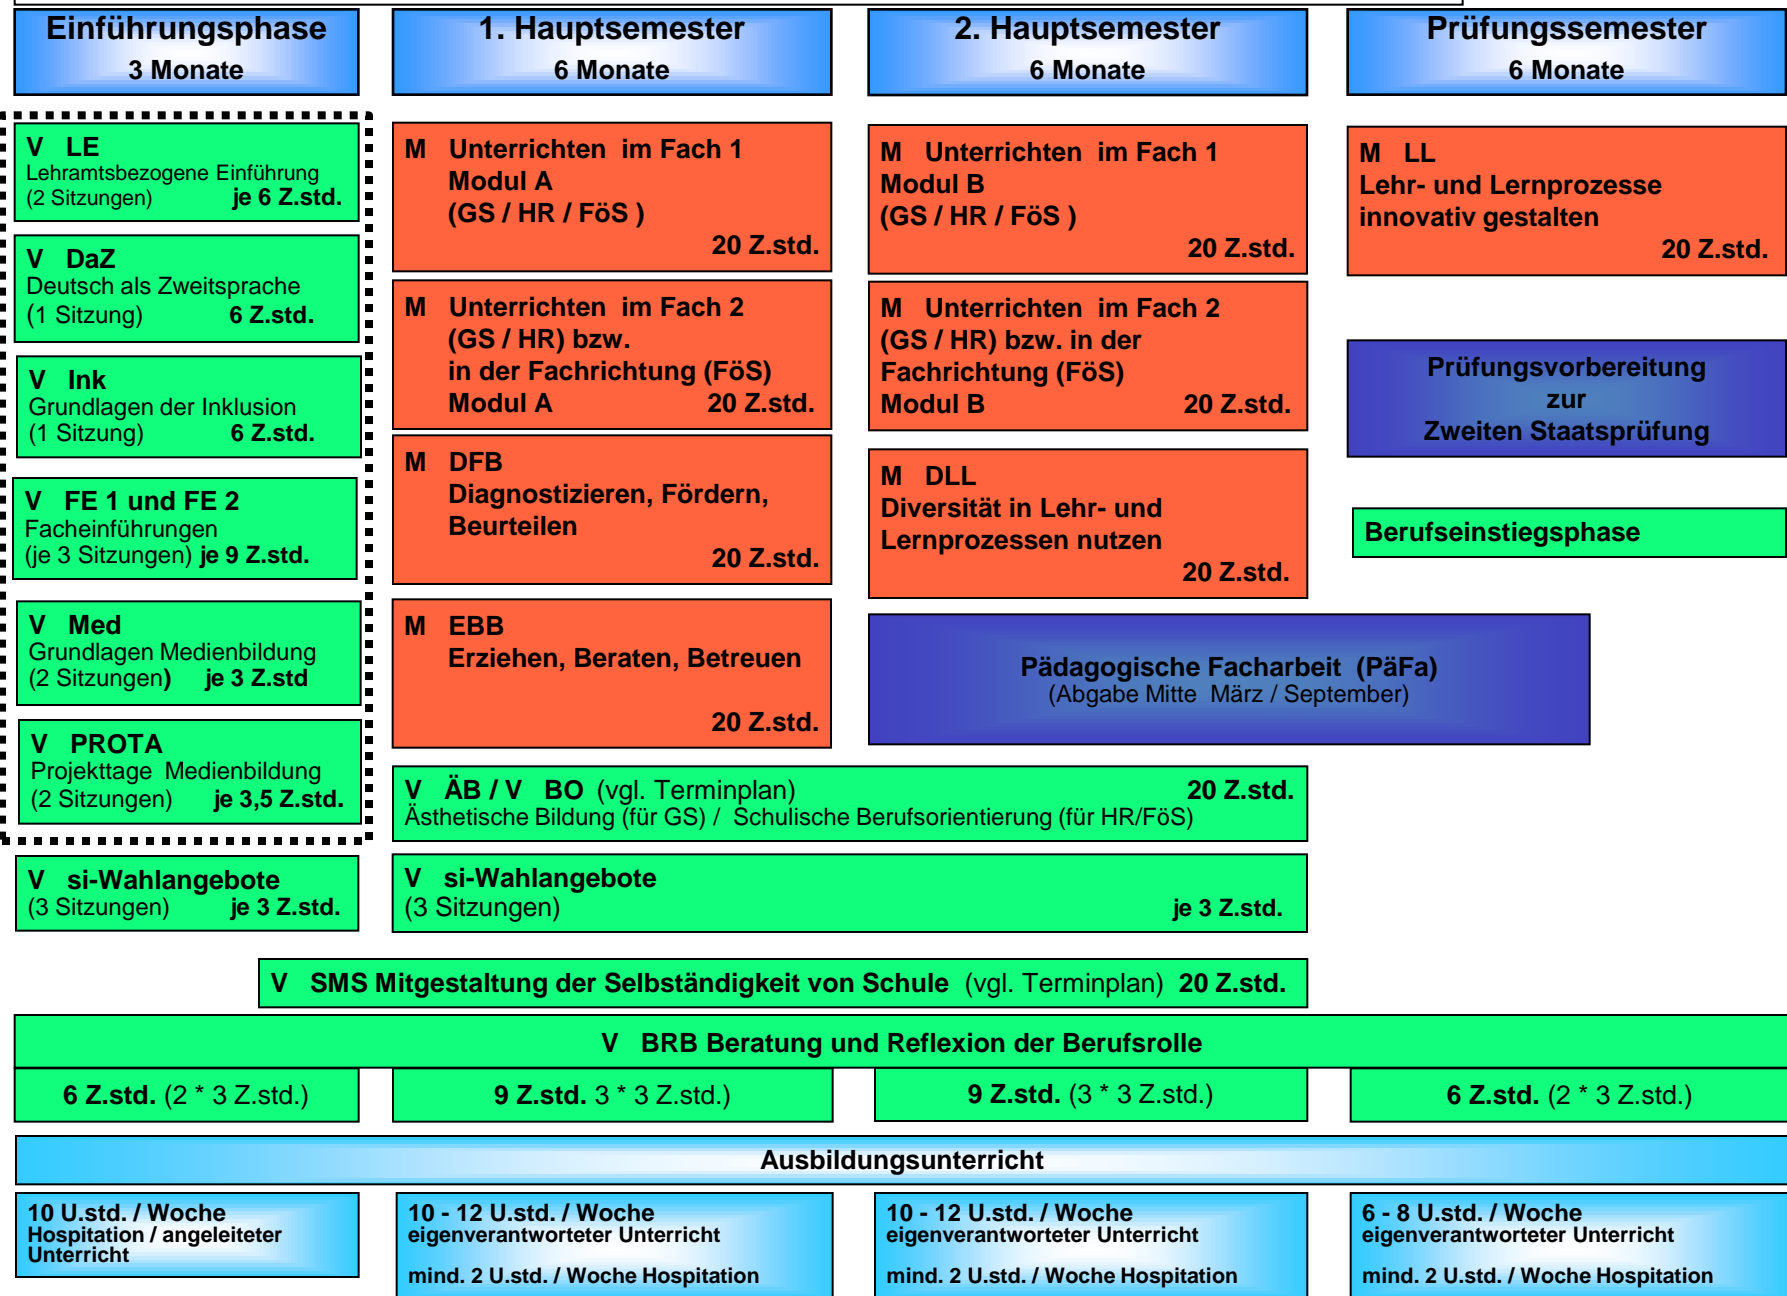 Einführungsphase
3 Monate
1. Hauptsemester
6 Monate
2. Hauptsemester
6 Monate
Prüfungssemester
6 Monate
V LE
Lehramtsbezogene Einführung
(2 Sitzungen) je 6 Z.std.
V DaZ
Deutsch als Zweitsprache
(1 Sitzung) 6 Z.std.
V Ink
Grundlagen der Inklusion
(1 Sitzung) 6 Z.std.
V FE 1 und FE 2
Facheinführungen
(je 3 Sitzungen) je 9 Z.std.
V Med
Grundlagen Medienbildung
(2 Sitzungen) je 3 Z.std
V PROTA
Projekttage Medienbildung
(2 Sitzungen) je 3,5 Z.std.
V si-Wahlangebote
(3 Sitzungen) je 3 Z.std.
M Unterrichten im Fach 1
Modul A
(GS / HR / FöS )
20 Z.std.
M Unterrichten im Fach 2
(GS / HR) bzw.
in der Fachrichtung (FöS)
Modul A 20 Z.std.
M DFB
Diagnostizieren, Fördern,
Beurteilen
20 Z.std.
M EBB
Erziehen, Beraten, Betreuen
20 Z.std.
M Unterrichten im Fach 1
Modul B
(GS / HR / FöS )
20 Z.std.
M Unterrichten im Fach 2
(GS / HR) bzw. in der
Fachrichtung (FöS)
Modul B 20 Z.std.
M DLL
Diversität in Lehr- und
Lernprozessen nutzen
20 Z.std.
M LL
Lehr- und Lernprozesse
innovativ gestalten
20 Z.std.
Prüfungsvorbereitung
zur
Zweiten Staatsprüfung
Berufseinstiegsphase
Pädagogische Facharbeit (PäFa)
(Abgabe Mitte März / September)
V ÄB / V BO (vgl. Terminplan) 20 Z.std.
Ästhetische Bildung (für GS) / Schulische Berufsorientierung (für HR/FöS)
V si-Wahlangebote
(3 Sitzungen) je 3 Z.std.
V SMS Mitgestaltung der Selbständigkeit von Schule (vgl. Terminplan) 20 Z.std.
V BRB Beratung und Reflexion der Berufsrolle
6 Z.std. (2 * 3 Z.std.)
9 Z.std. 3 * 3 Z.std.)
9 Z.std. (3 * 3 Z.std.)
6 Z.std. (2 * 3 Z.std.)
Ausbildungsunterricht
10 U.std. / Woche
Hospitation / angeleiteter
Unterricht
10 - 12 U.std. / Woche
eigenverantworteter Unterricht
mind. 2 U.std. / Woche Hospitation
10 - 12 U.std. / Woche
eigenverantworteter Unterricht
mind. 2 U.std. / Woche Hospitation
6 - 8 U.std. / Woche
eigenverantworteter Unterricht
mind. 2 U.std. / Woche Hospitation